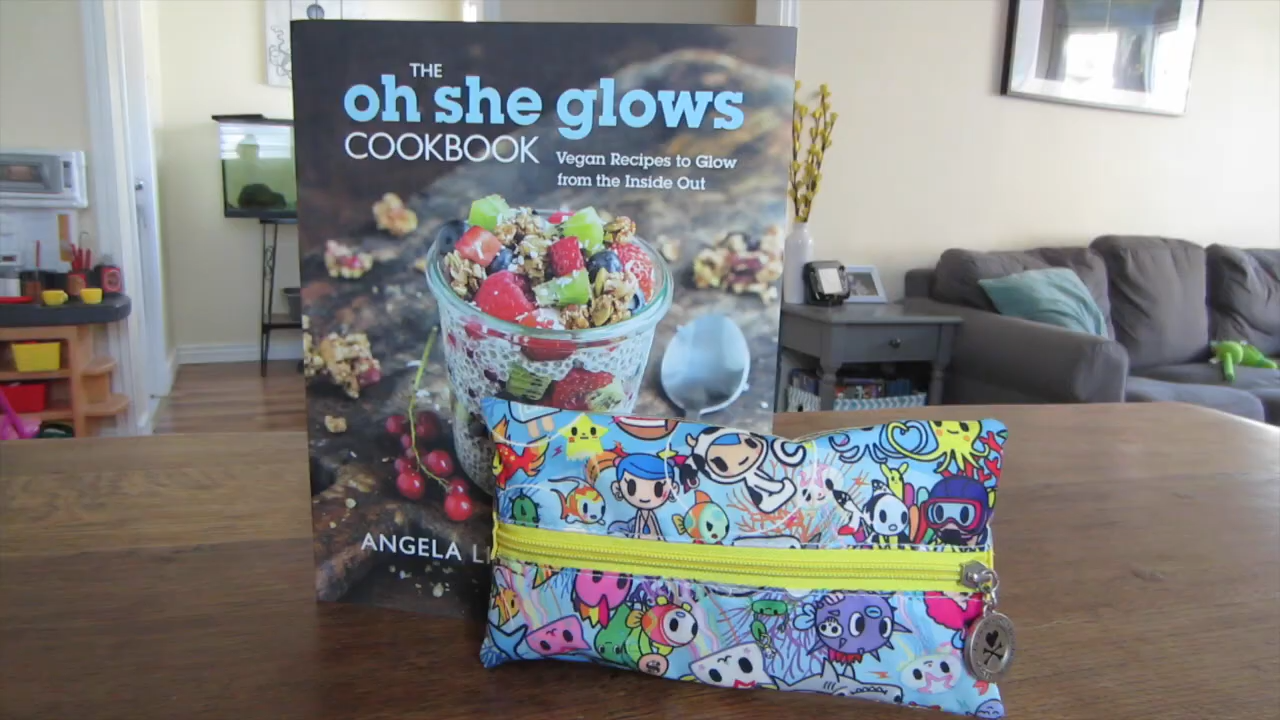 THE
oh she glows
COOKBOOK
Vegan Recipes to Glow
from the Inside Out
ANGELA